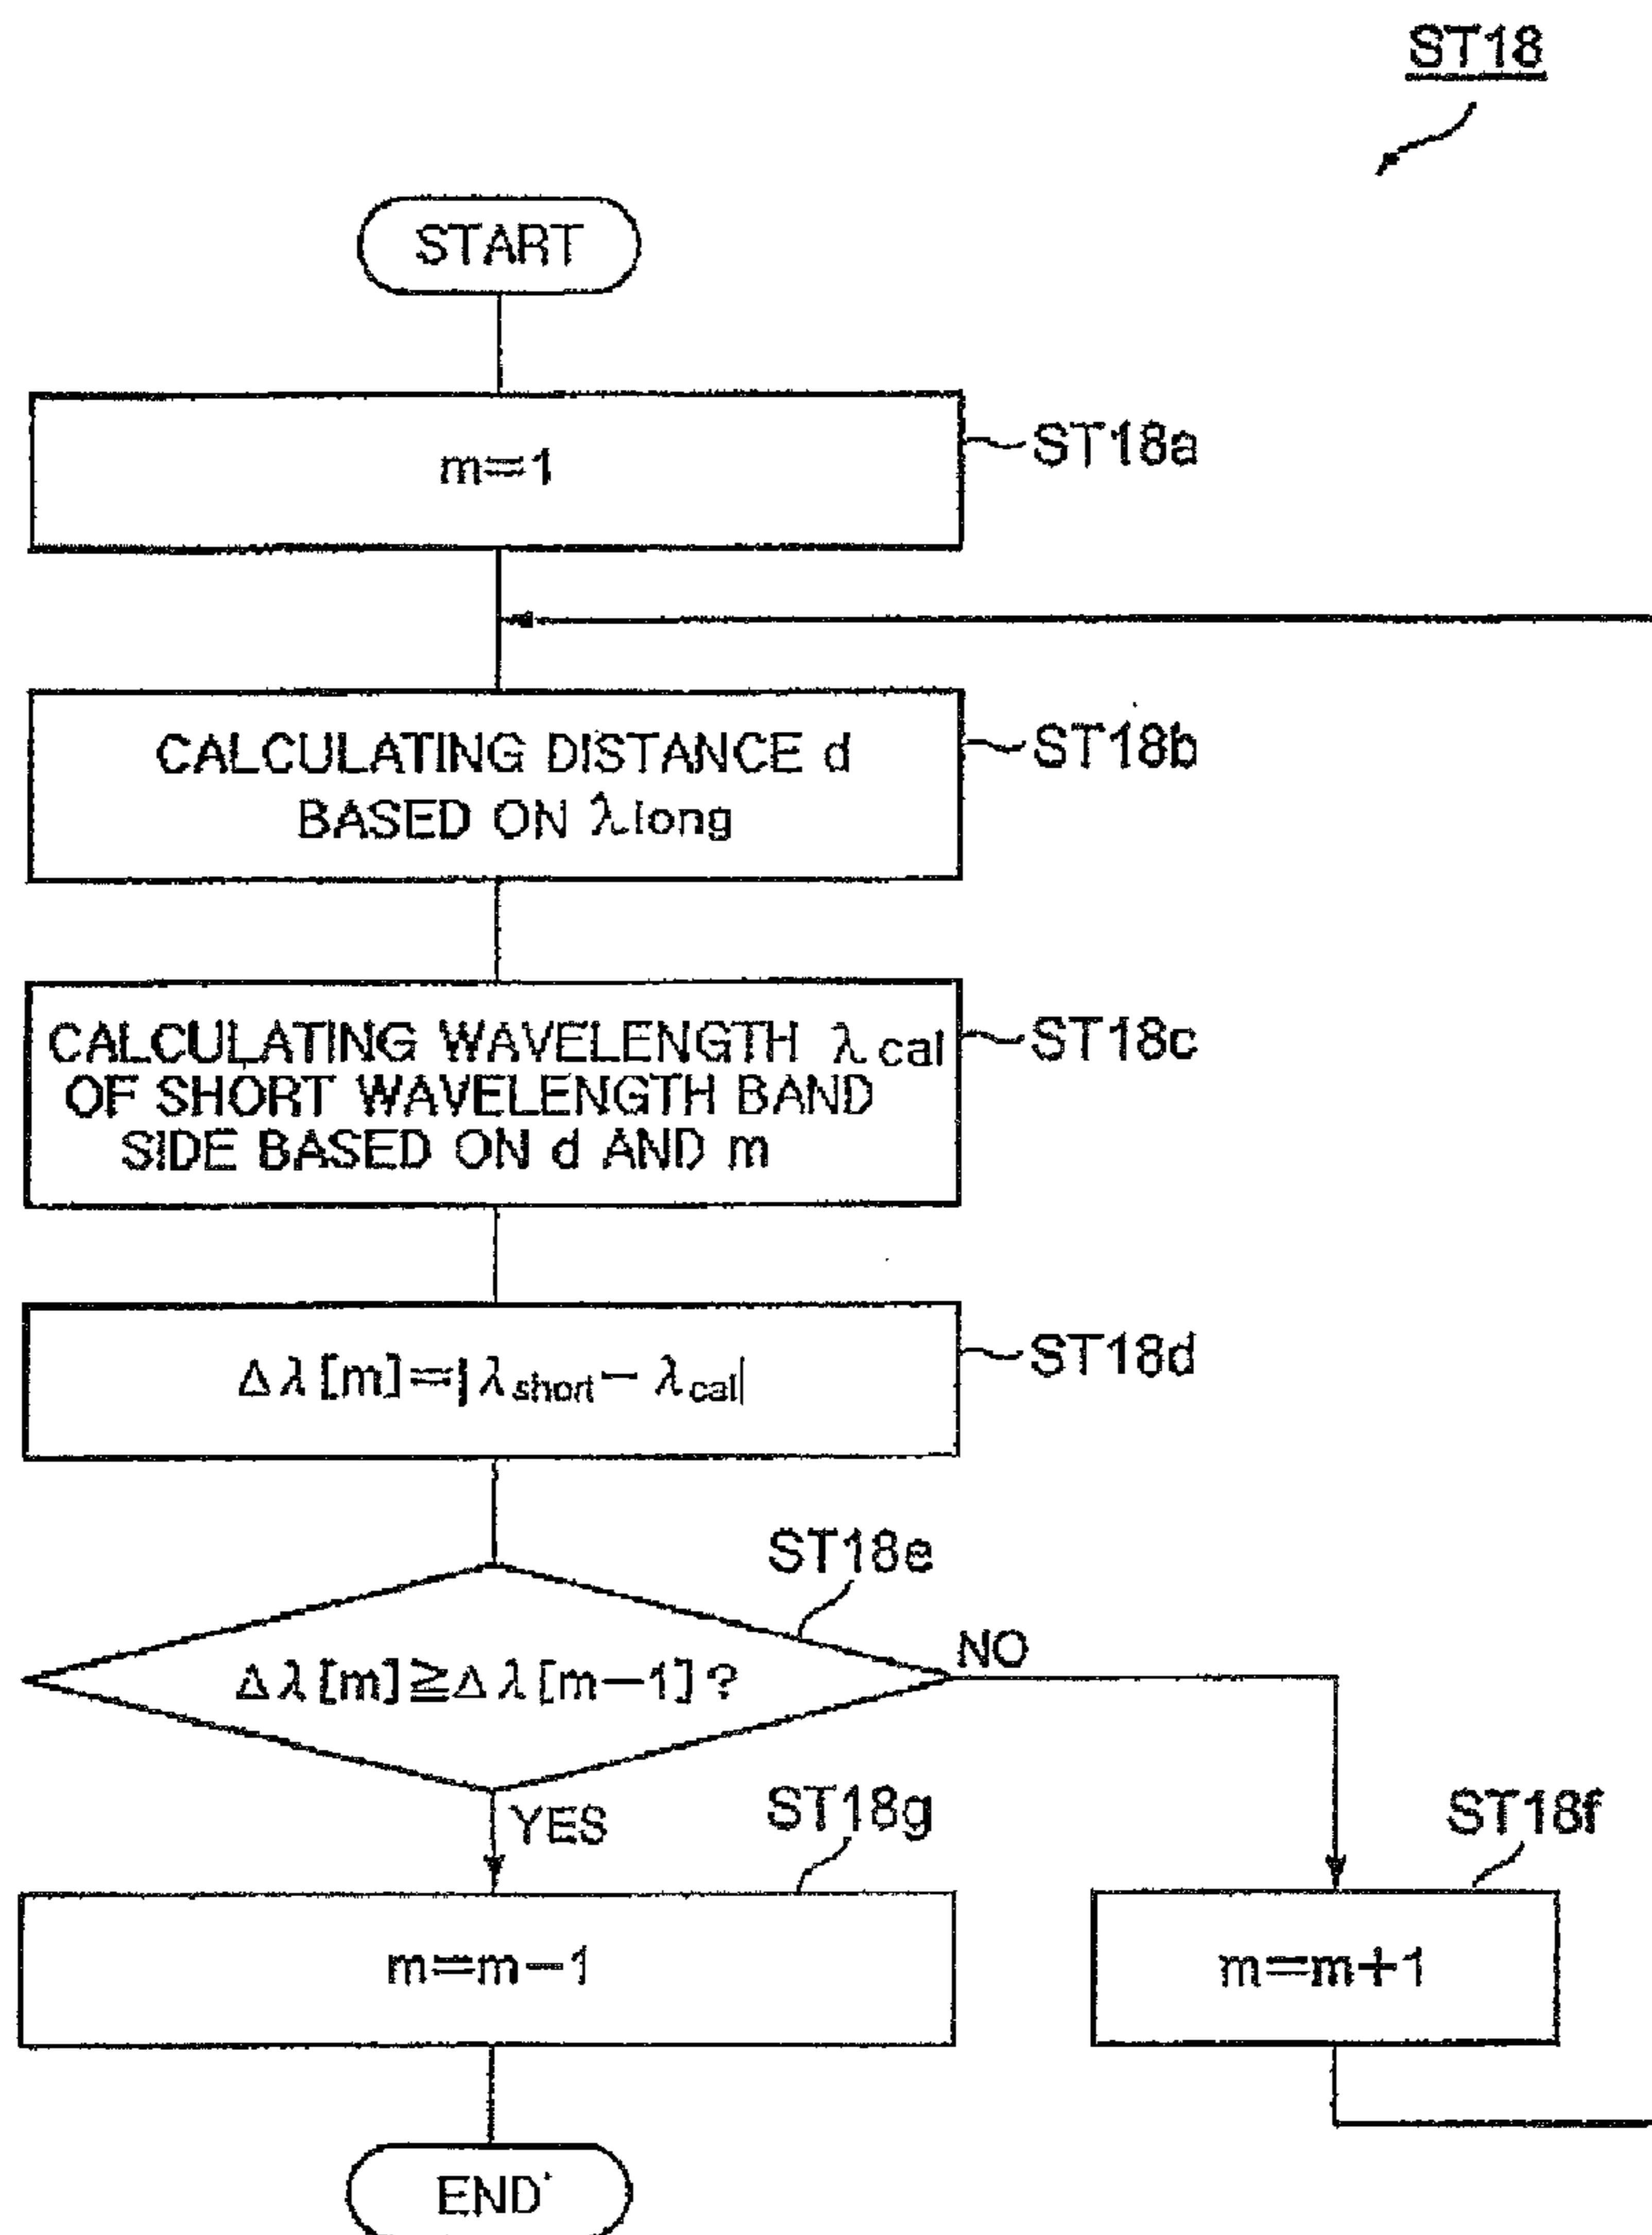 ST18
START
m=1
ST18a
CALCULATING DISTANCE d
BASED ON λlong
ST18b
CALCULATING WAVELENGTH λcal
OF SHORT WAVELENGTH BAND
SIDE BASED ON d AND m
ST18c
Δλ[m]=|λshort−λcal|
ST18d
ST18e
Δλ[m]≧Δλ[m−1]?
NO
YES
ST18g
ST18f
m=m−1
m=m+1
END